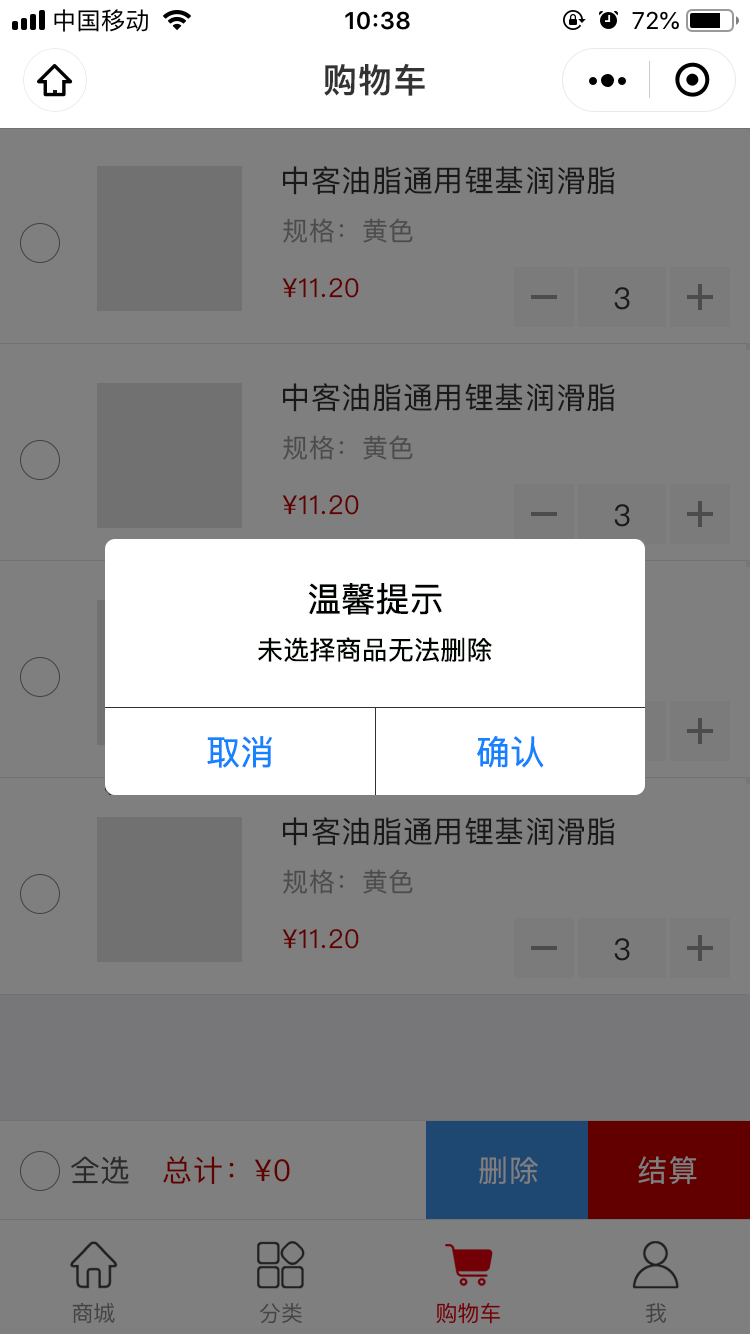 中国移动 10:38 72%
购物车
中客油脂通用锂基润滑脂
规格：黄色
¥11.20 3
中客油脂通用锂基润滑脂
规格：黄色
¥11.20 3
温馨提示
未选择商品无法删除
取消 确认
中客油脂通用锂基润滑脂
规格：黄色
¥11.20 3
全选 总计：¥0 删除 结算
商城 分类 购物车 我